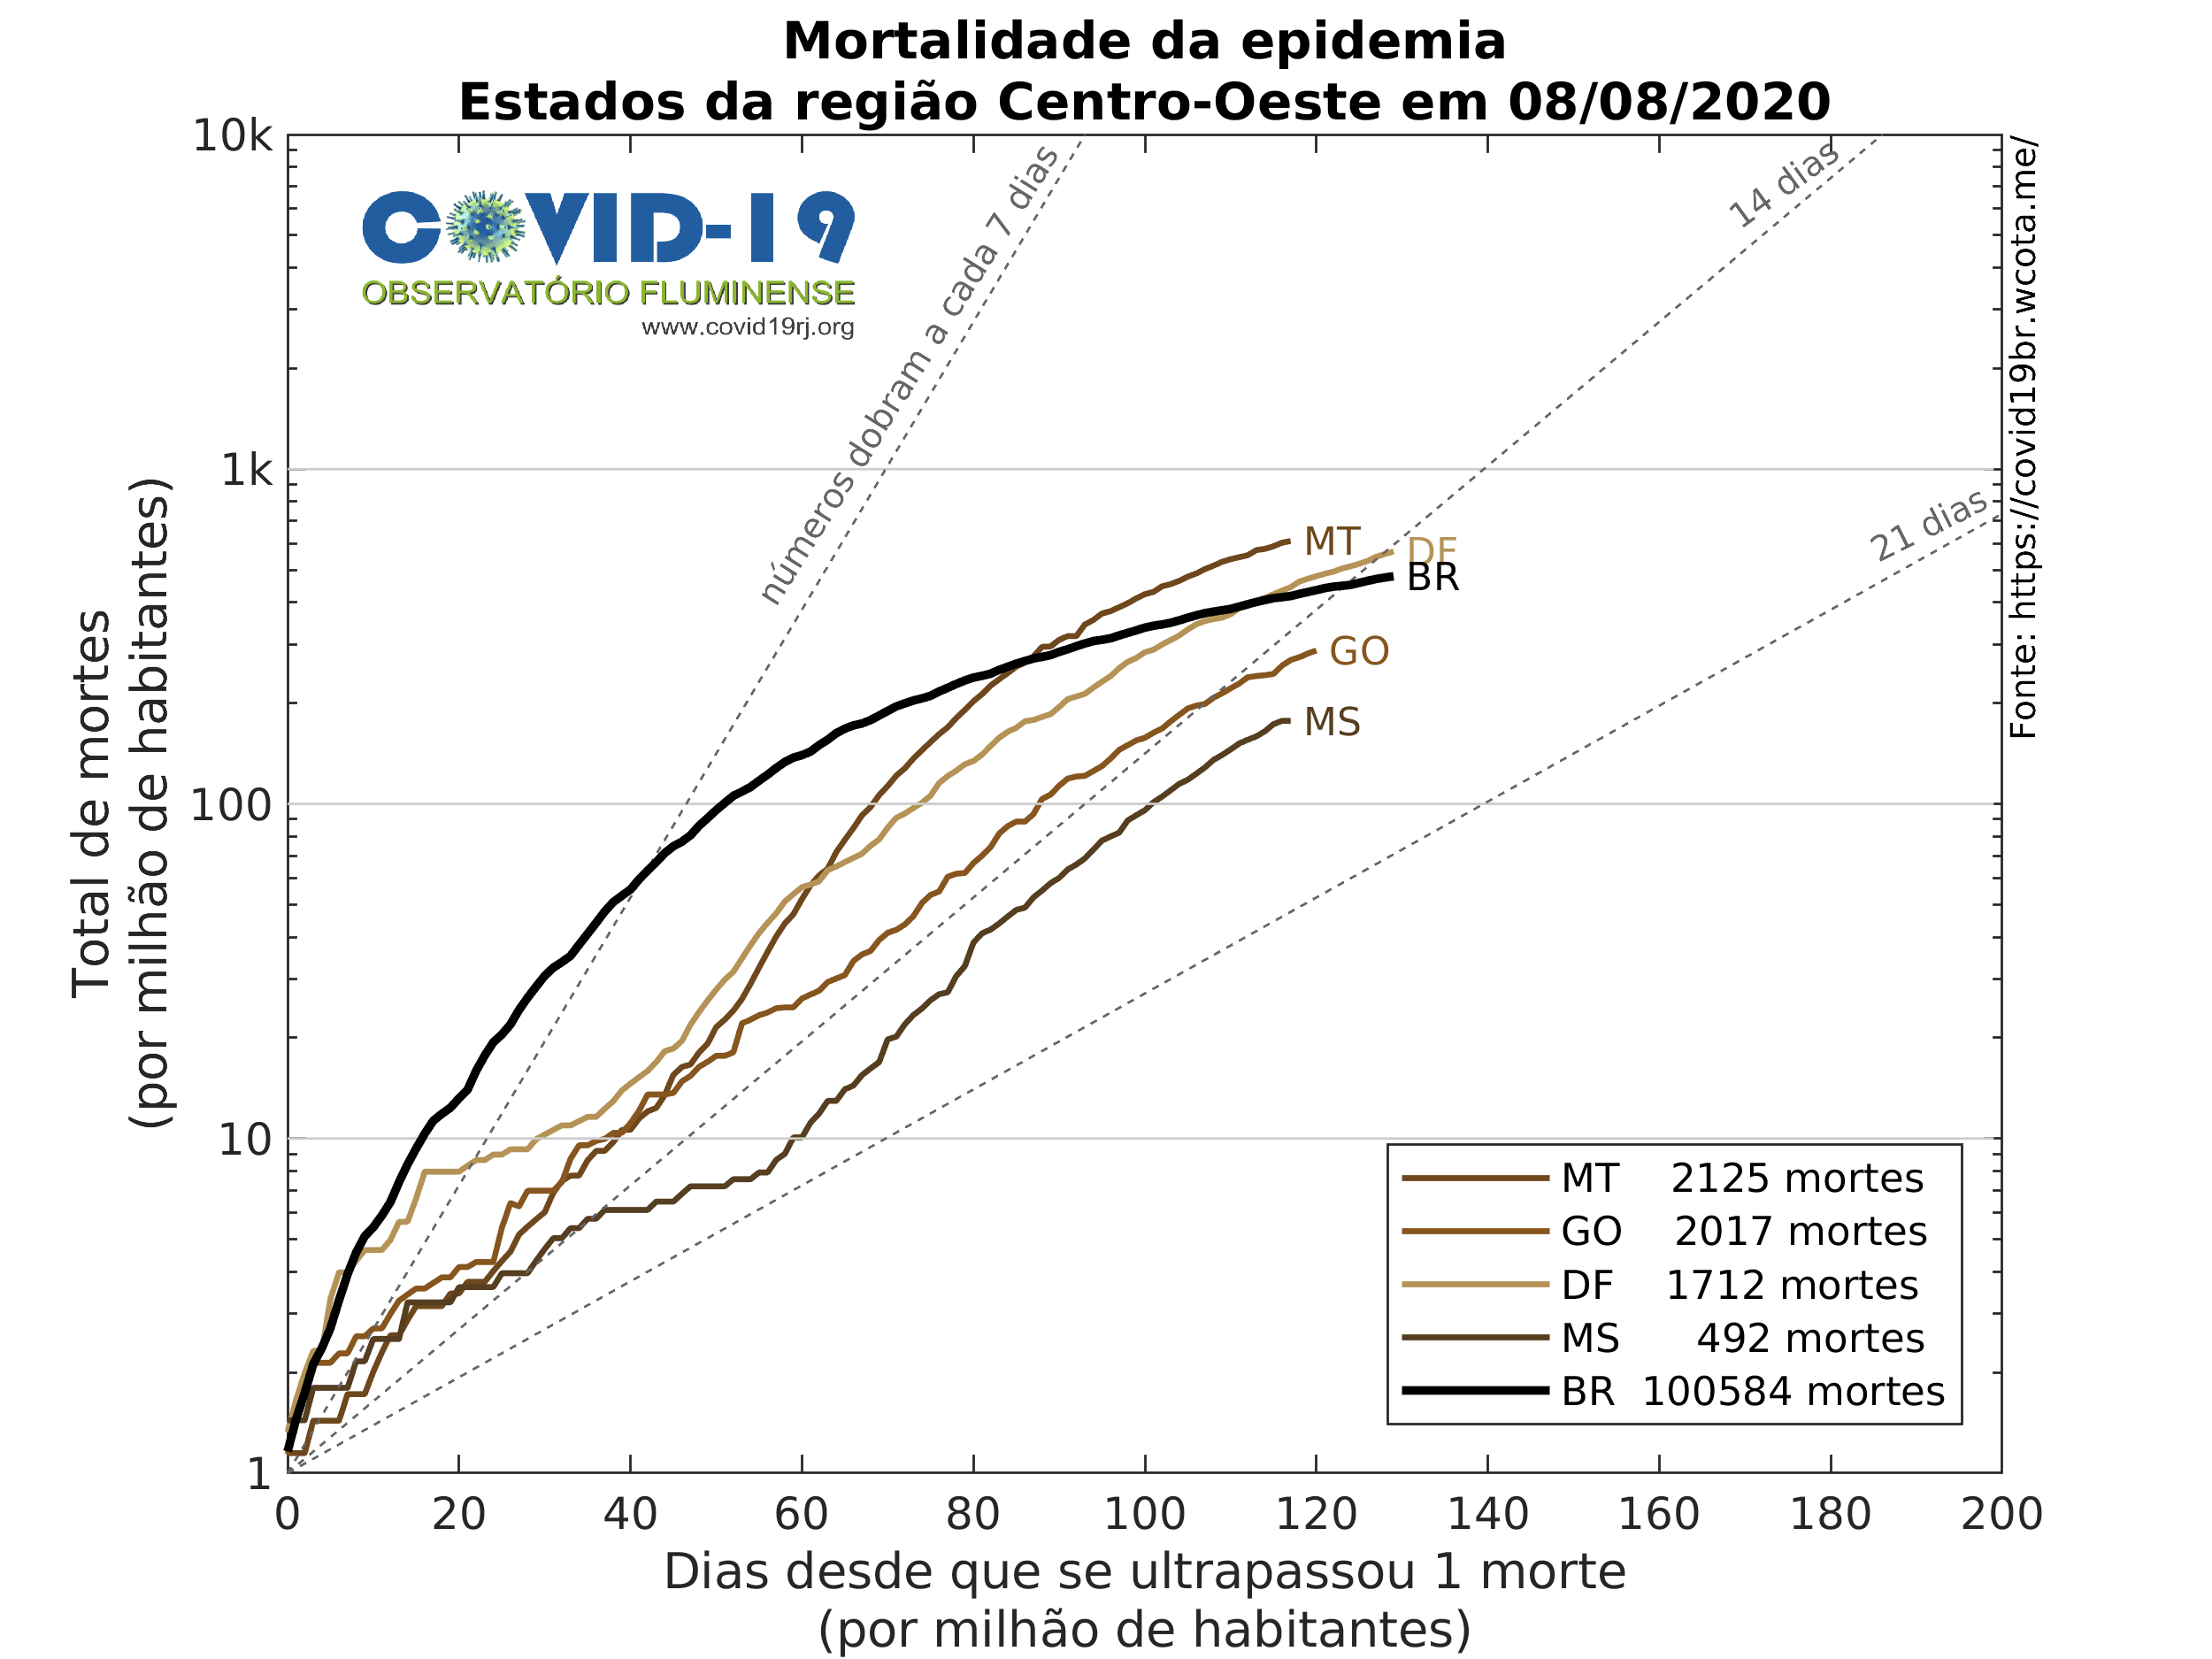 Mortalidade da epidemia
Estados da região Centro-Oeste em 08/08/2020
10k
1k
100
10
1
Total de mortes
(por milhão de habitantes)
COVID-19
OBSERVATÓRIO FLUMINENSE
www.covid19rj.org
números dobram a cada 7 dias
14 dias
21 dias
Fonte: https://covid19br.wcota.me/
MT
DF
BR
GO
MS
MT 2125 mortes
GO 2017 mortes
DF 1712 mortes
MS 492 mortes
BR 100584 mortes
0 20 40 60 80 100 120 140 160 180 200
Dias desde que se ultrapassou 1 morte
(por milhão de habitantes)